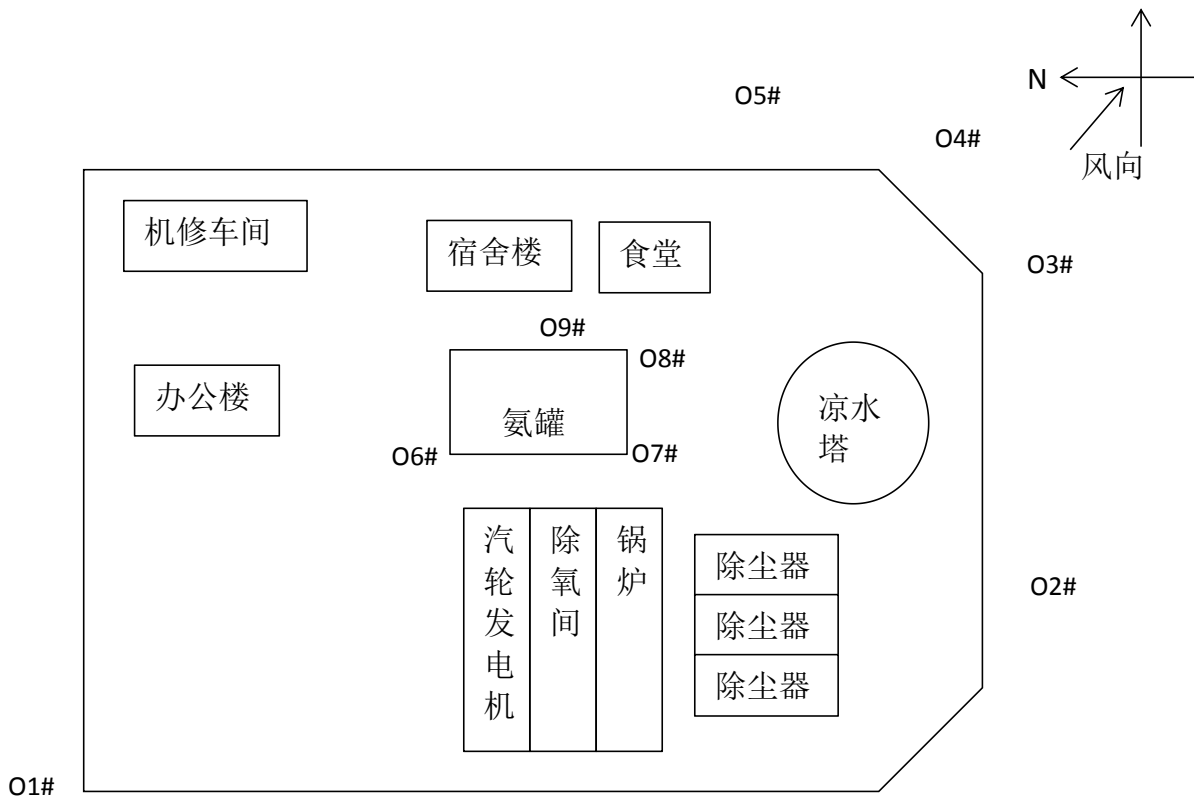 O5#
N
O4#
风向
机修车间
宿舍楼
食堂
O3#
O9#
O8#
办公楼
氨罐
凉水
塔
O6#
O7#
汽轮发电机
除氧间
锅炉
除尘器
除尘器
除尘器
O2#
O1#